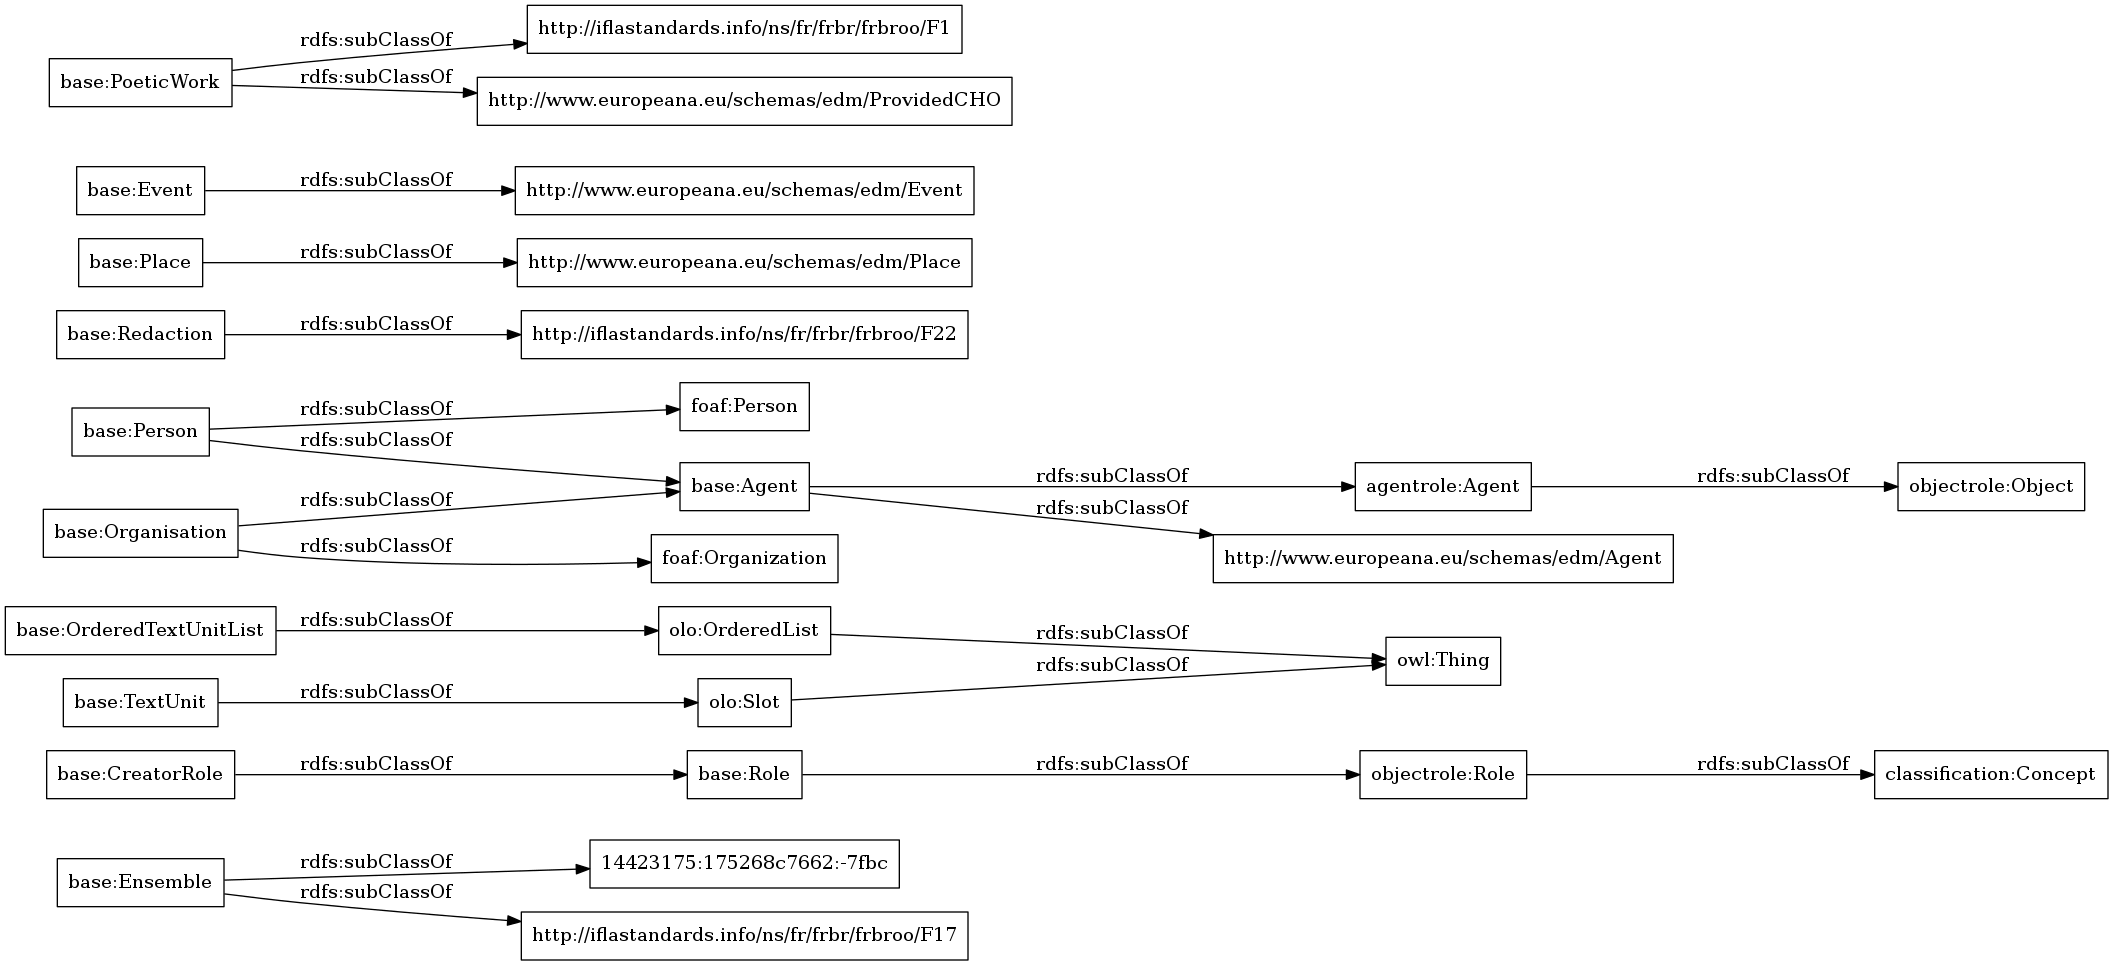 http://iflastandards.info/ns/fr/frbr/frbroo/F1
rdfs:subClassOf
base:PoeticWork
rdfs:subClassOf
http://www.europeana.eu/schemas/edm/ProvidedCHO
base:Event
rdfs:subClassOf
http://www.europeana.eu/schemas/edm/Event
base:Place
rdfs:subClassOf
http://www.europeana.eu/schemas/edm/Place
base:Redaction
rdfs:subClassOf
http://iflastandards.info/ns/fr/frbr/frbroo/F22
base:Person
rdfs:subClassOf
foaf:Person
rdfs:subClassOf
base:Agent
rdfs:subClassOf
agentrole:Agent
rdfs:subClassOf
objectrole:Object
rdfs:subClassOf
http://www.europeana.eu/schemas/edm/Agent
base:Organisation
rdfs:subClassOf
rdfs:subClassOf
foaf:Organization
base:OrderedTextUnitList
rdfs:subClassOf
olo:OrderedList
rdfs:subClassOf
owl:Thing
base:TextUnit
rdfs:subClassOf
olo:Slot
rdfs:subClassOf
base:CreatorRole
rdfs:subClassOf
base:Role
rdfs:subClassOf
objectrole:Role
rdfs:subClassOf
classification:Concept
base:Ensemble
rdfs:subClassOf
14423175:175268c7662:-7fbc
rdfs:subClassOf
http://iflastandards.info/ns/fr/frbr/frbroo/F17